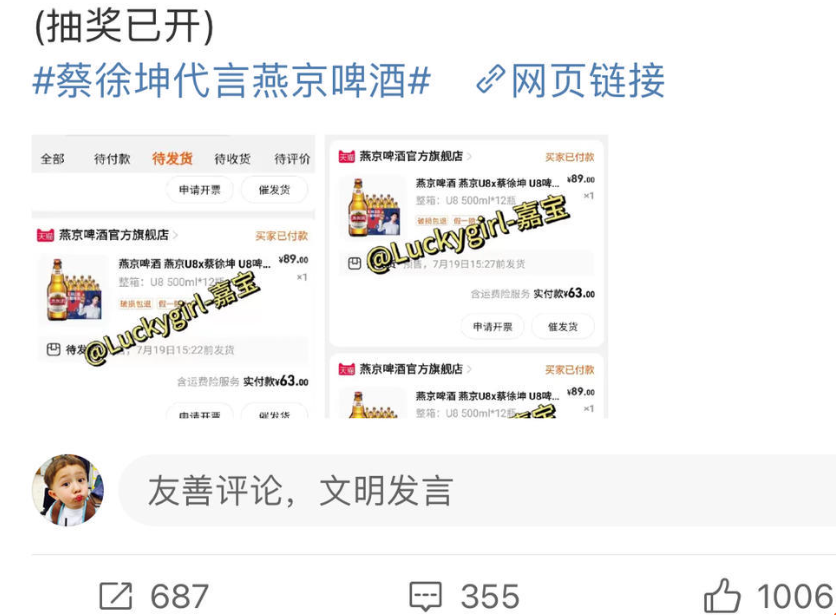 (抽奖已开)
#蔡徐坤代言燕京啤酒# 网页链接
全部 待付款 待发货 待收货 待评价
申请开票 催发货
天猫 燕京啤酒官方旗舰店 买家已付款
燕京啤酒 燕京U8x蔡徐坤 U8啤... ¥89.00
整箱：U8 500ml*12瓶 ×1
破损包退 假一赔
@Luckygirl-嘉宝
待发 7月19日15:22前发货
含运费险服务 实付款¥63.00
申请开票 催发货
天猫 燕京啤酒官方旗舰店 买家已付款
燕京啤酒 燕京U8x蔡徐坤 U8啤... ¥89.00
整箱：U8 500ml*12瓶 ×1
破损包退 假一赔
@Luckygirl-嘉宝
预售，7月19日15:27前发货
含运费险服务 实付款¥63.00
申请开票 催发货
天猫 燕京啤酒官方旗舰店 买家已付款
燕京啤酒 燕京U8x蔡徐坤 U8啤... ¥89.00
整箱：U8 500ml*12瓶 ×1
嘉宝
友善评论，文明发言
687 355 1006